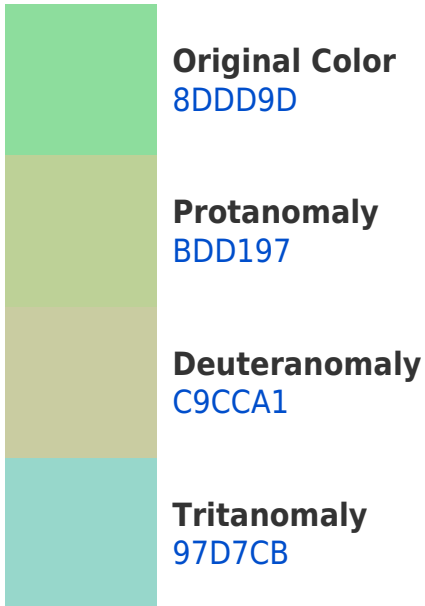 Original Color
8DDD9D
Protanomaly
BDD197
Deuteranomaly
C9CCA1
Tritanomaly
97D7CB